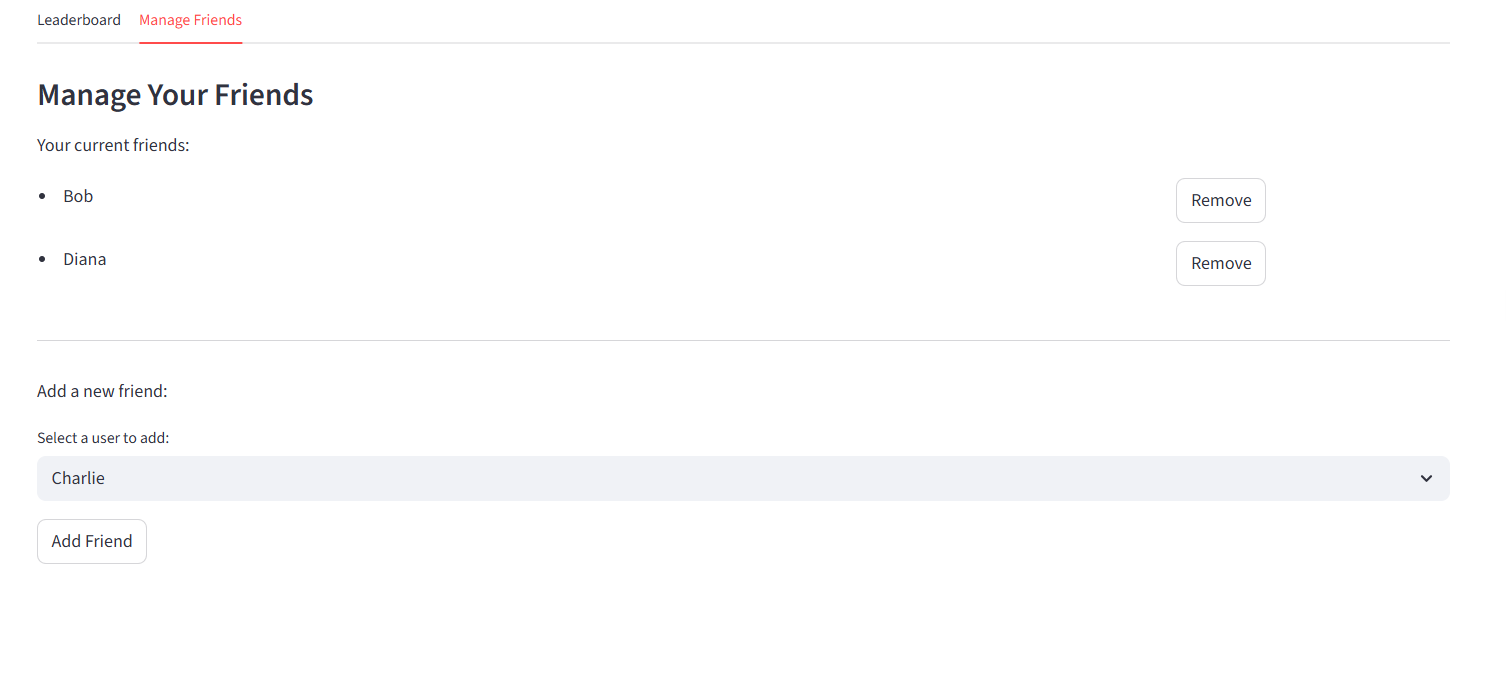 Leaderboard Manage Friends
Manage Your Friends
Your current friends:
• Bob Remove
• Diana Remove
Add a new friend:
Select a user to add:
Charlie
Add Friend